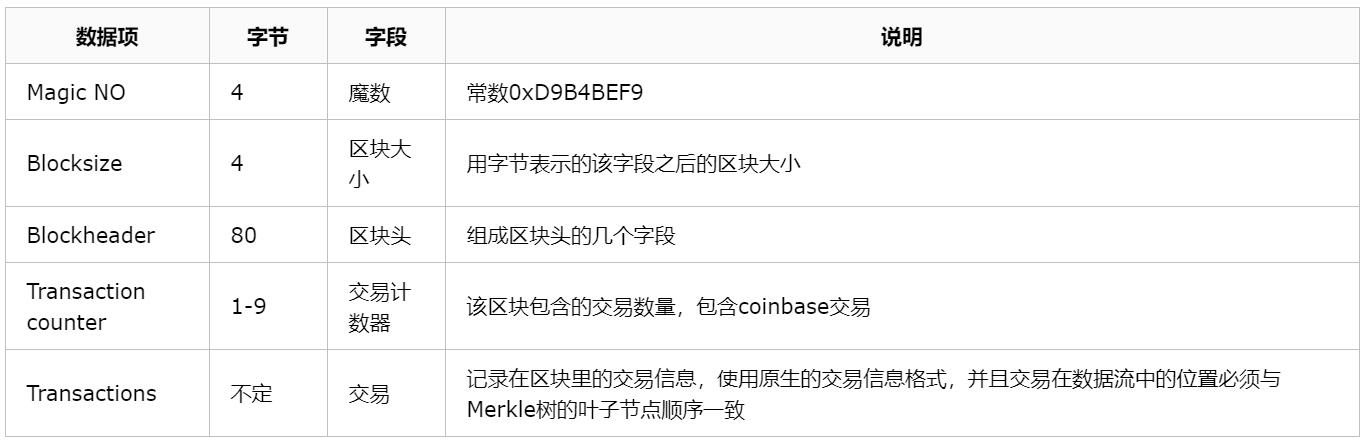 数据项 字节 字段 说明
Magic NO 4 魔数 常数0xD9B4BEF9
Blocksize 4 区块大 用字节表示的该字段之后的区块大小
小
Blockheader 80 区块头 组成区块头的几个字段
Transaction 1-9 交易计 该区块包含的交易数量，包含coinbase交易
counter 数器
Transactions 不定 交易 记录在区块里的交易信息，使用原生的交易信息格式，并且交易在数据流中的位置必须与
Merkle树的叶子节点顺序一致